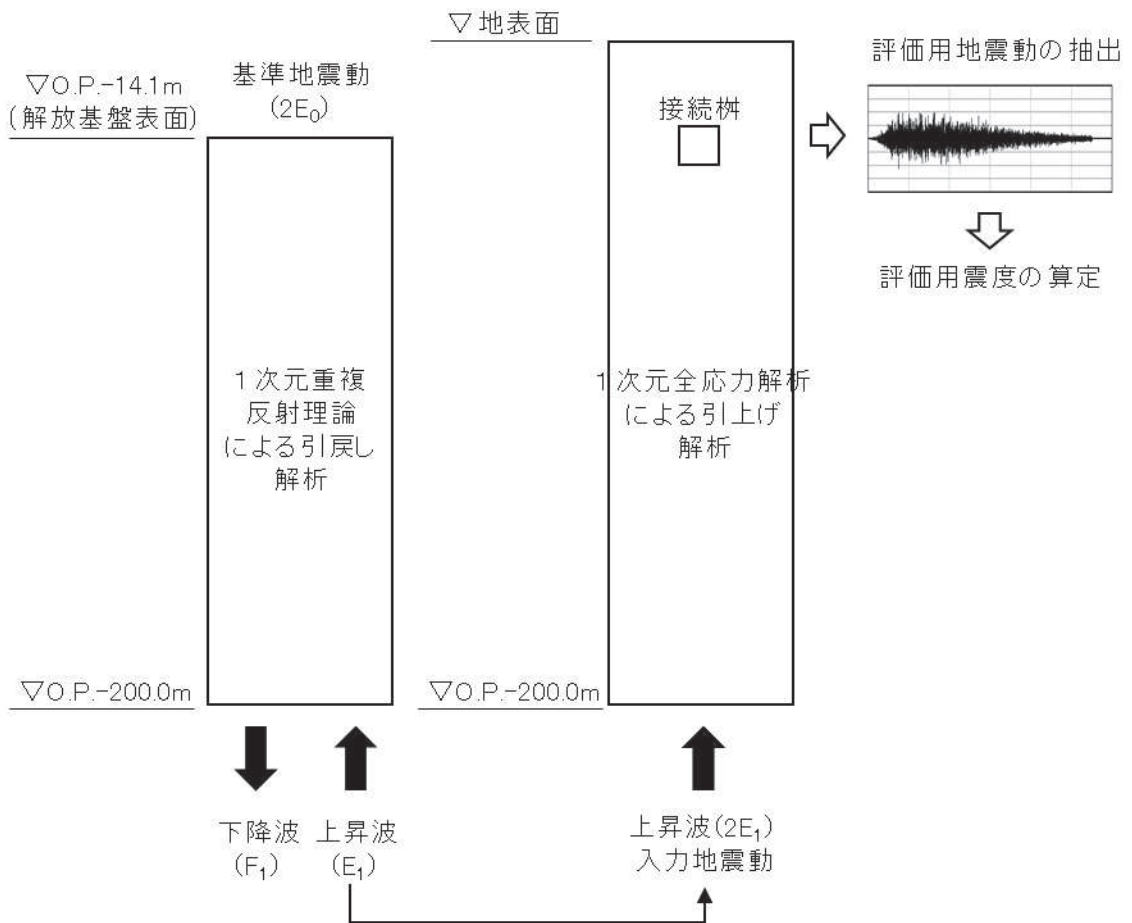 ▽地表面
評価用地震動の抽出
▽O.P.-14.1m
(解放基盤表面)
基準地震動
(2E₀)
接続桝
評価用震度の算定
1次元重複
反射理論
による引戻し
解析
1次元全応力解析
による引上げ
解析
▽O.P.-200.0m
▽O.P.-200.0m
下降波
(F₁)
上昇波
(E₁)
上昇波(2E₁)
入力地震動